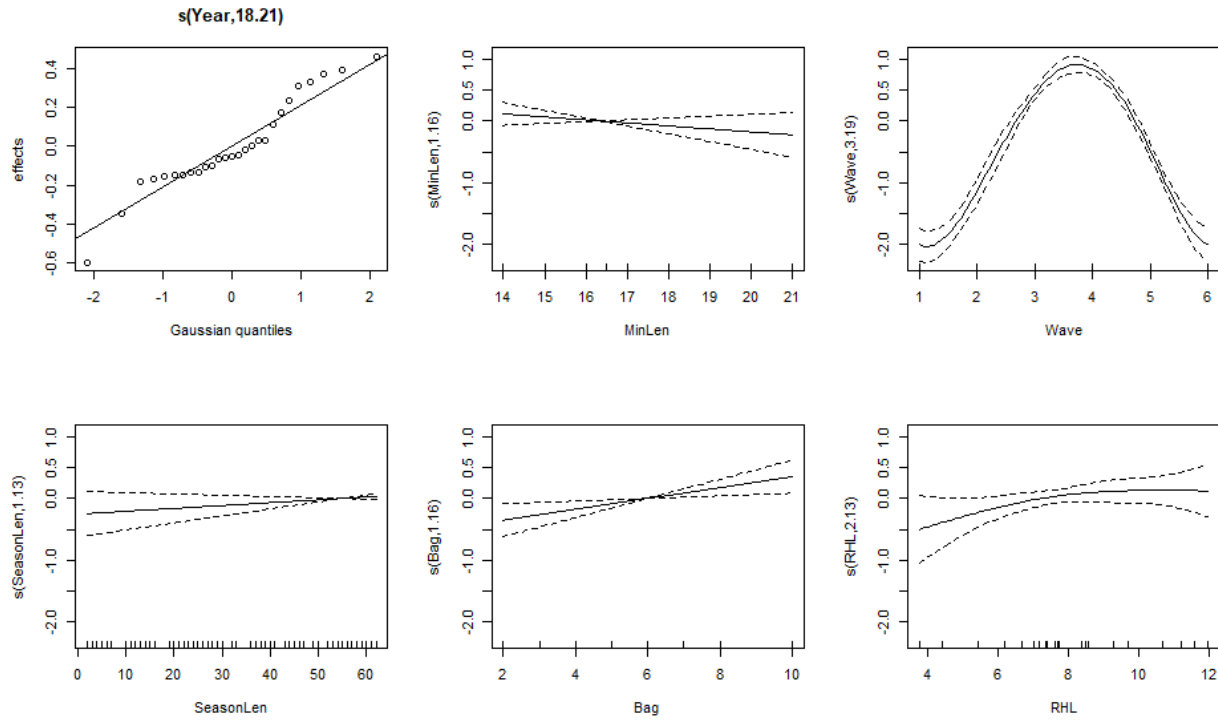 s(Year,18.21)
effects
0.4
0.2
0.0
-0.2
-0.4
-0.6
-2 -1 0 1 2
Gaussian quantiles
s(MinLen,1.16)
1.0
0.5
0.0
-1.0
-2.0
14 15 16 17 18 19 20 21
MinLen
s(Wave,3.19)
1.0
0.5
0.0
-1.0
-2.0
1 2 3 4 5 6
Wave
s(SeasonLen,1.13)
1.0
0.5
0.0
-1.0
-2.0
0 10 20 30 40 50 60
SeasonLen
s(Bag,1.16)
1.0
0.5
0.0
-1.0
-2.0
2 4 6 8 10
Bag
s(RHL,2.13)
1.0
0.5
0.0
-1.0
-2.0
4 6 8 10 12
RHL